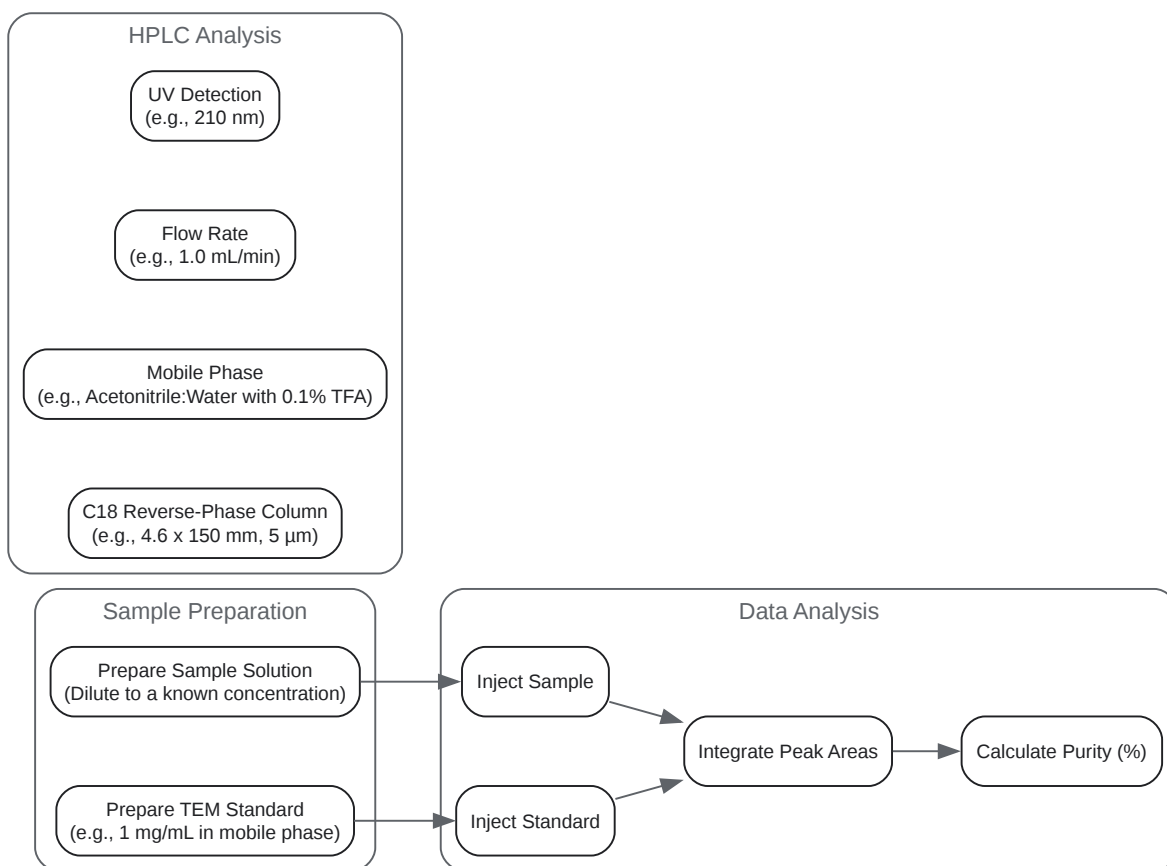 HPLC Analysis
UV Detection
(e.g., 210 nm)
Flow Rate
(e.g., 1.0 mL/min)
Mobile Phase
(e.g., Acetonitrile:Water with 0.1% TFA)
C18 Reverse-Phase Column
(e.g., 4.6 x 150 mm, 5 µm)
Sample Preparation
Prepare Sample Solution
(Dilute to a known concentration)
Prepare TEM Standard
(e.g., 1 mg/mL in mobile phase)
Data Analysis
Inject Sample
Inject Standard
Integrate Peak Areas
Calculate Purity (%)